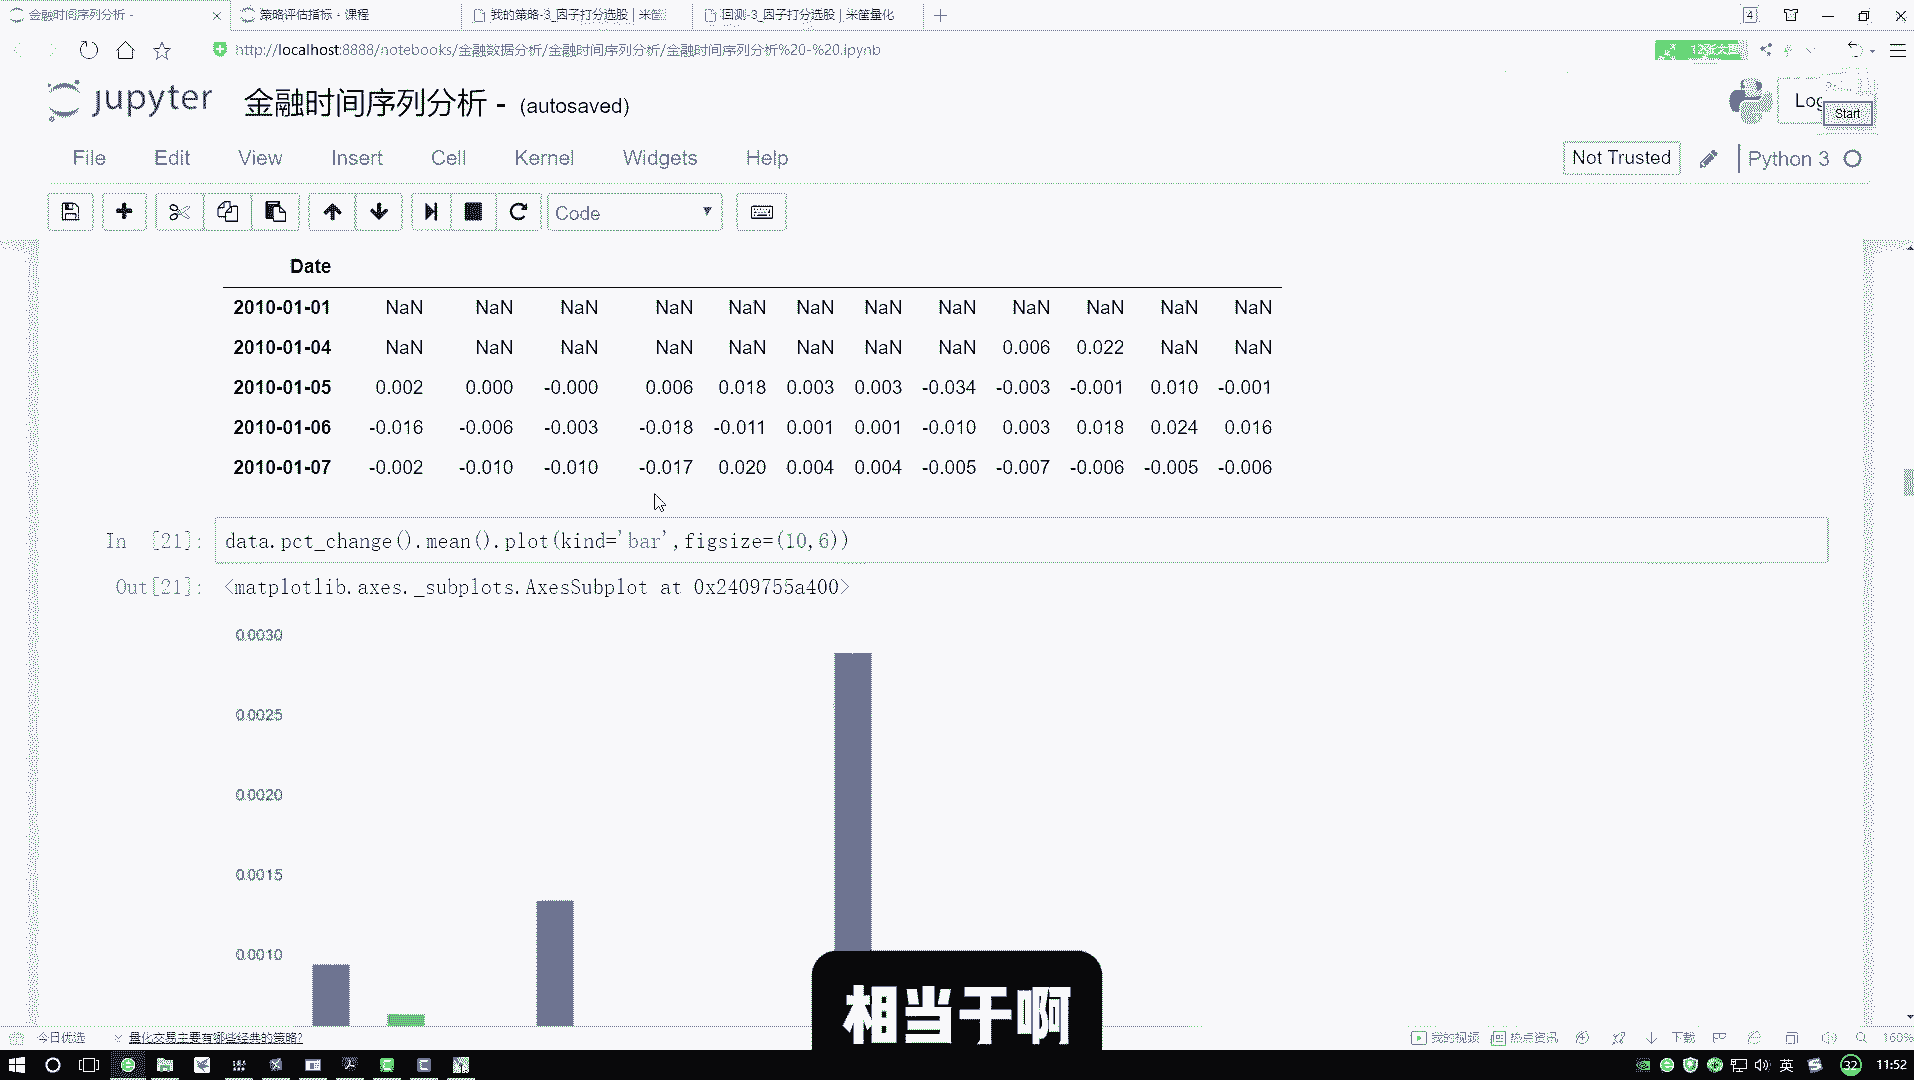 金融时间序列分析 -
策略评估指标 - 课程
我的策略-3_因子打分选股 | 米筐
回测-3_因子打分选股 | 米筐量化
4
http://localhost:8888/notebooks/金融数据分析/金融时间序列分析/金融时间序列分析%20-%20.ipynb
jupyter
金融时间序列分析 - (autosaved)
Start
File Edit View Insert Cell Kernel Widgets Help
Not Trusted
Python 3
Code
Date
2010-01-01 NaN NaN NaN NaN NaN NaN NaN NaN NaN NaN NaN NaN
2010-01-04 NaN NaN NaN NaN NaN NaN NaN NaN 0.006 0.022 NaN NaN
2010-01-05 0.002 0.000 -0.000 0.006 0.018 0.003 0.003 -0.034 -0.003 -0.001 0.010 -0.001
2010-01-06 -0.016 -0.006 -0.003 -0.018 -0.011 0.001 0.001 -0.010 0.003 0.018 0.024 0.016
2010-01-07 -0.002 -0.010 -0.010 -0.017 0.020 0.004 0.004 -0.005 -0.007 -0.006 -0.005 -0.006
In [21]: data.pct_change().mean().plot(kind='bar',figsize=(10,6))
Out[21]: <matplotlib.axes._subplots.AxesSubplot at 0x2409755a400>
0.0030
0.0025
0.0020
0.0015
0.0010
相当于啊
今日优选
量化交易主要有哪些经典的策略?
我的视频
热点资讯
下载
160%
英
32
11:52